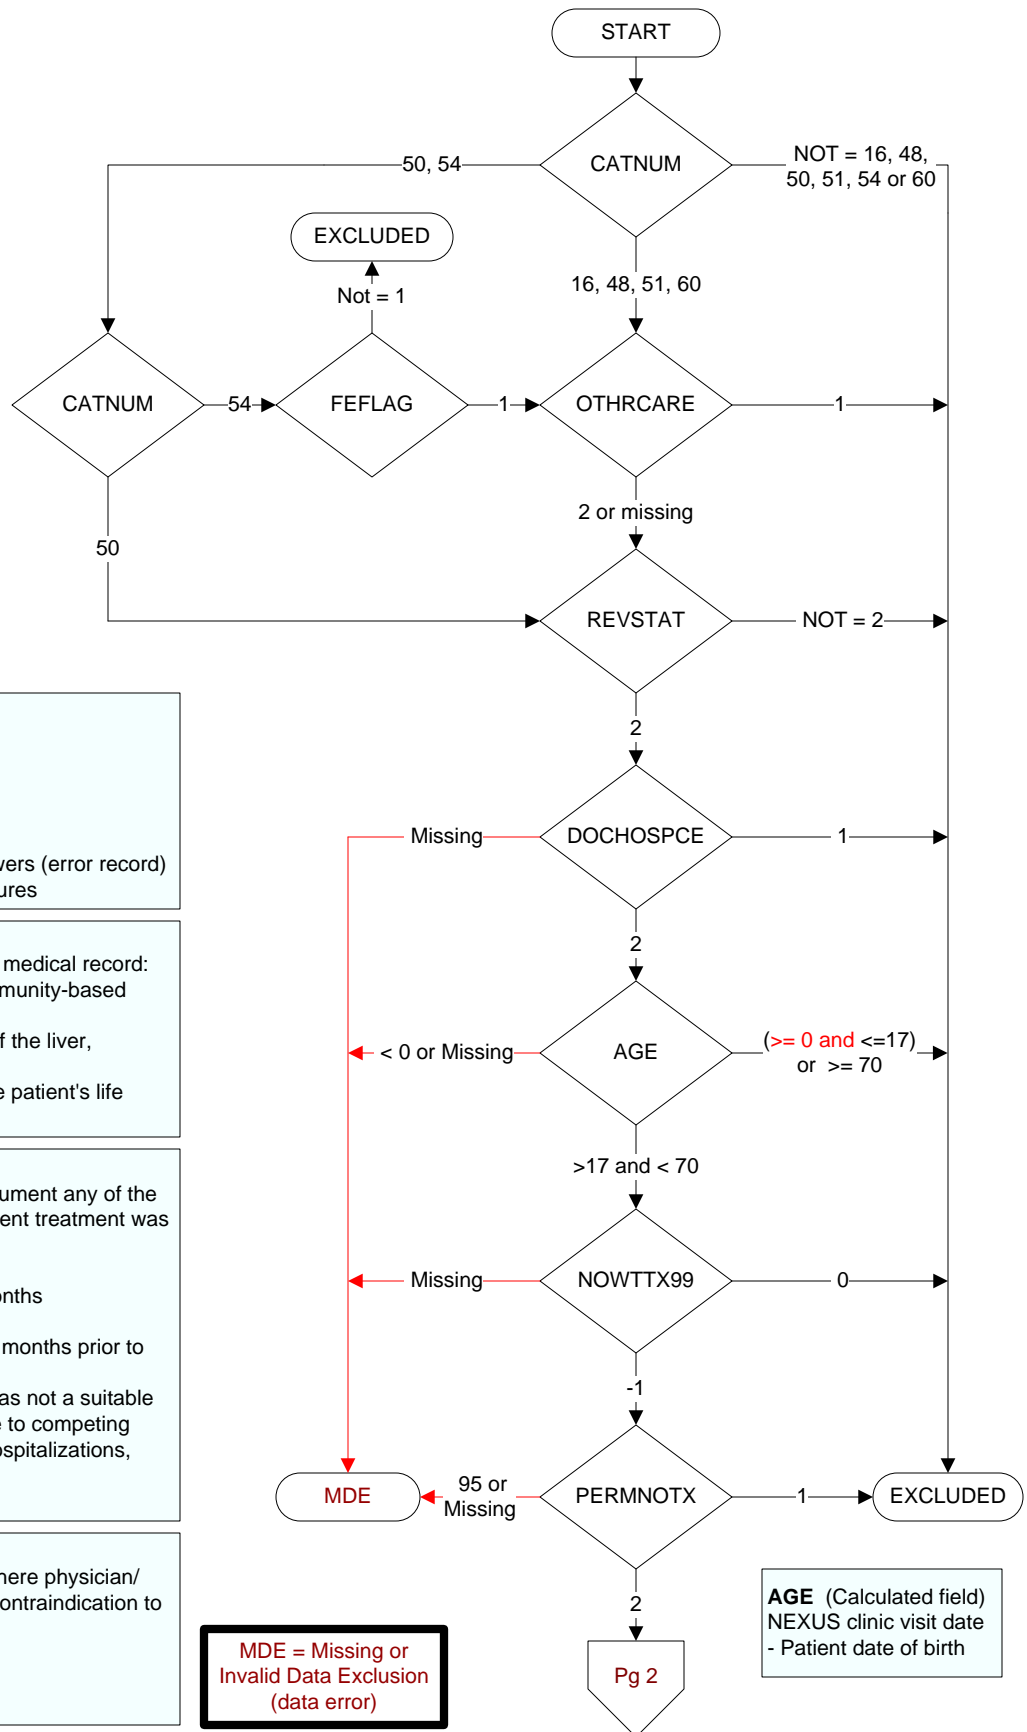 START
CATNUM
50, 54
NOT = 16, 48,
50, 51, 54 or 60
EXCLUDED
16, 48, 51, 60
Not = 1
CATNUM
54
FEFLAG
1
OTHRCARE
1
2 or missing
50
REVSTAT
NOT = 2
2
Missing
DOCHOSPCE
1
wers (error record)
ures
2
medical record:
munity-based
f the liver,
e patient's life
< 0 or Missing
AGE
(>= 0 and <=17)
or >= 70
>17 and < 70
ument any of the
ent treatment was
onths
months prior to
as not a suitable
e to competing
ospitalizations,
Missing
NOWTTX99
0
-1
MDE
95 or
Missing
PERMNOTX
1
EXCLUDED
here physician/
ontraindication to
2
AGE (Calculated field)
NEXUS clinic visit date
- Patient date of birth
MDE = Missing or
Invalid Data Exclusion
(data error)
Pg 2